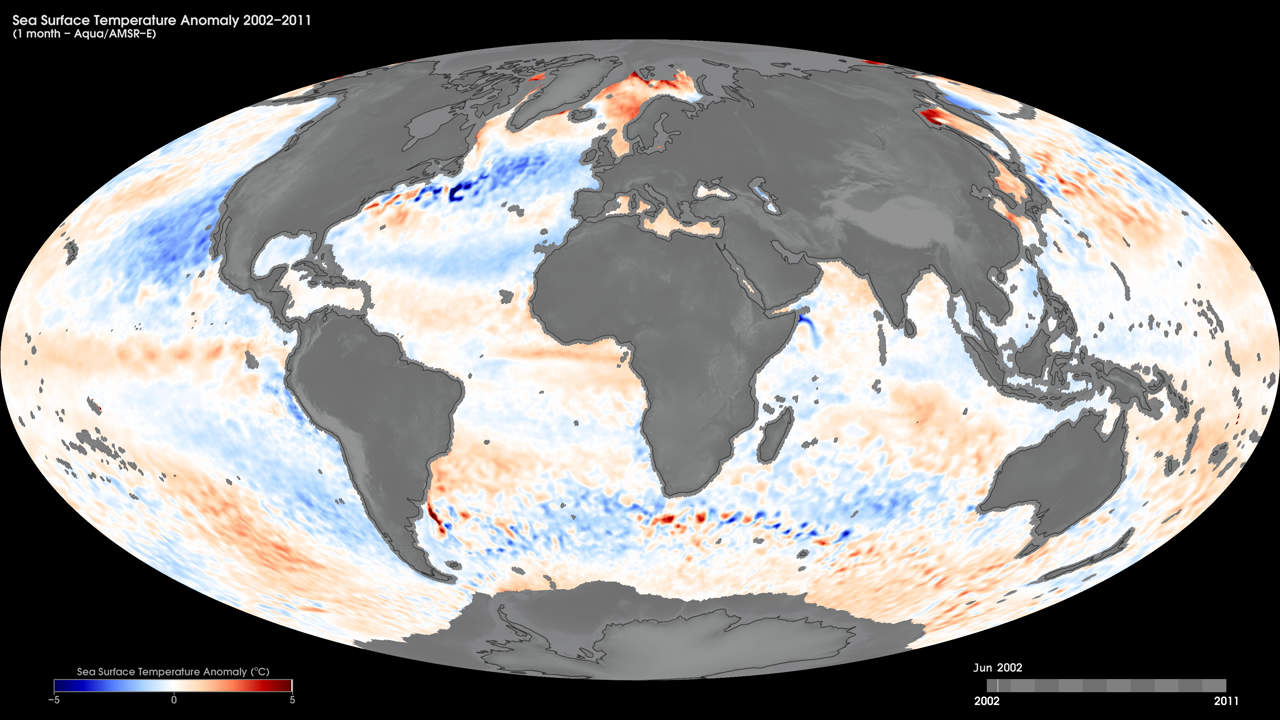 Sea Surface Temperature Anomaly 2002-2011
(1 month - Aqua/AMSR-E)
Sea Surface Temperature Anomaly (°C)
-5 0 5
Jun 2002
2002 2011